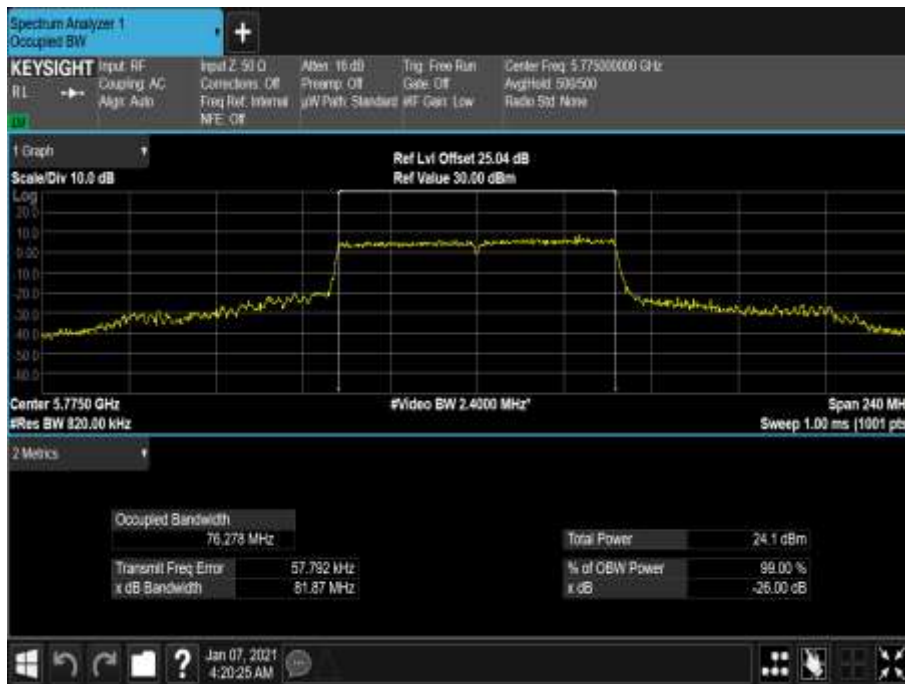 Spectrum Analyzer 1
Occupied BW
+
KEYSIGHT Input: RF Input Z: 50 Ω Atten: 16 dB Trig: Free Run Center Freq: 5.775000000 GHz
RL Coupling: AC Corrections: Off Preamp: Off Gate: Off Avg|Hold: 500/500
Align: Auto Freq Ref: Internal µW Path: Standard #IF Gain: Low Radio Std: None
NFE: Off
1 Graph
Ref Lvl Offset 25.04 dB
Scale/Div 10.0 dB Ref Value 30.00 dBm
Log
20.0
10.0
0.00
-10.0
-20.0
-30.0
-40.0
-50.0
-60.0
Center 5.7750 GHz #Video BW 2.4000 MHz* Span 240 MH
#Res BW 820.00 kHz Sweep 1.00 ms (1001 pts
2 Metrics
Occupied Bandwidth
76.278 MHz Total Power 24.1 dBm
Transmit Freq Error 57.792 kHz % of OBW Power 99.00 %
x dB Bandwidth 81.87 MHz x dB -26.00 dB
?
Jan 07, 2021
4:20:25 AM